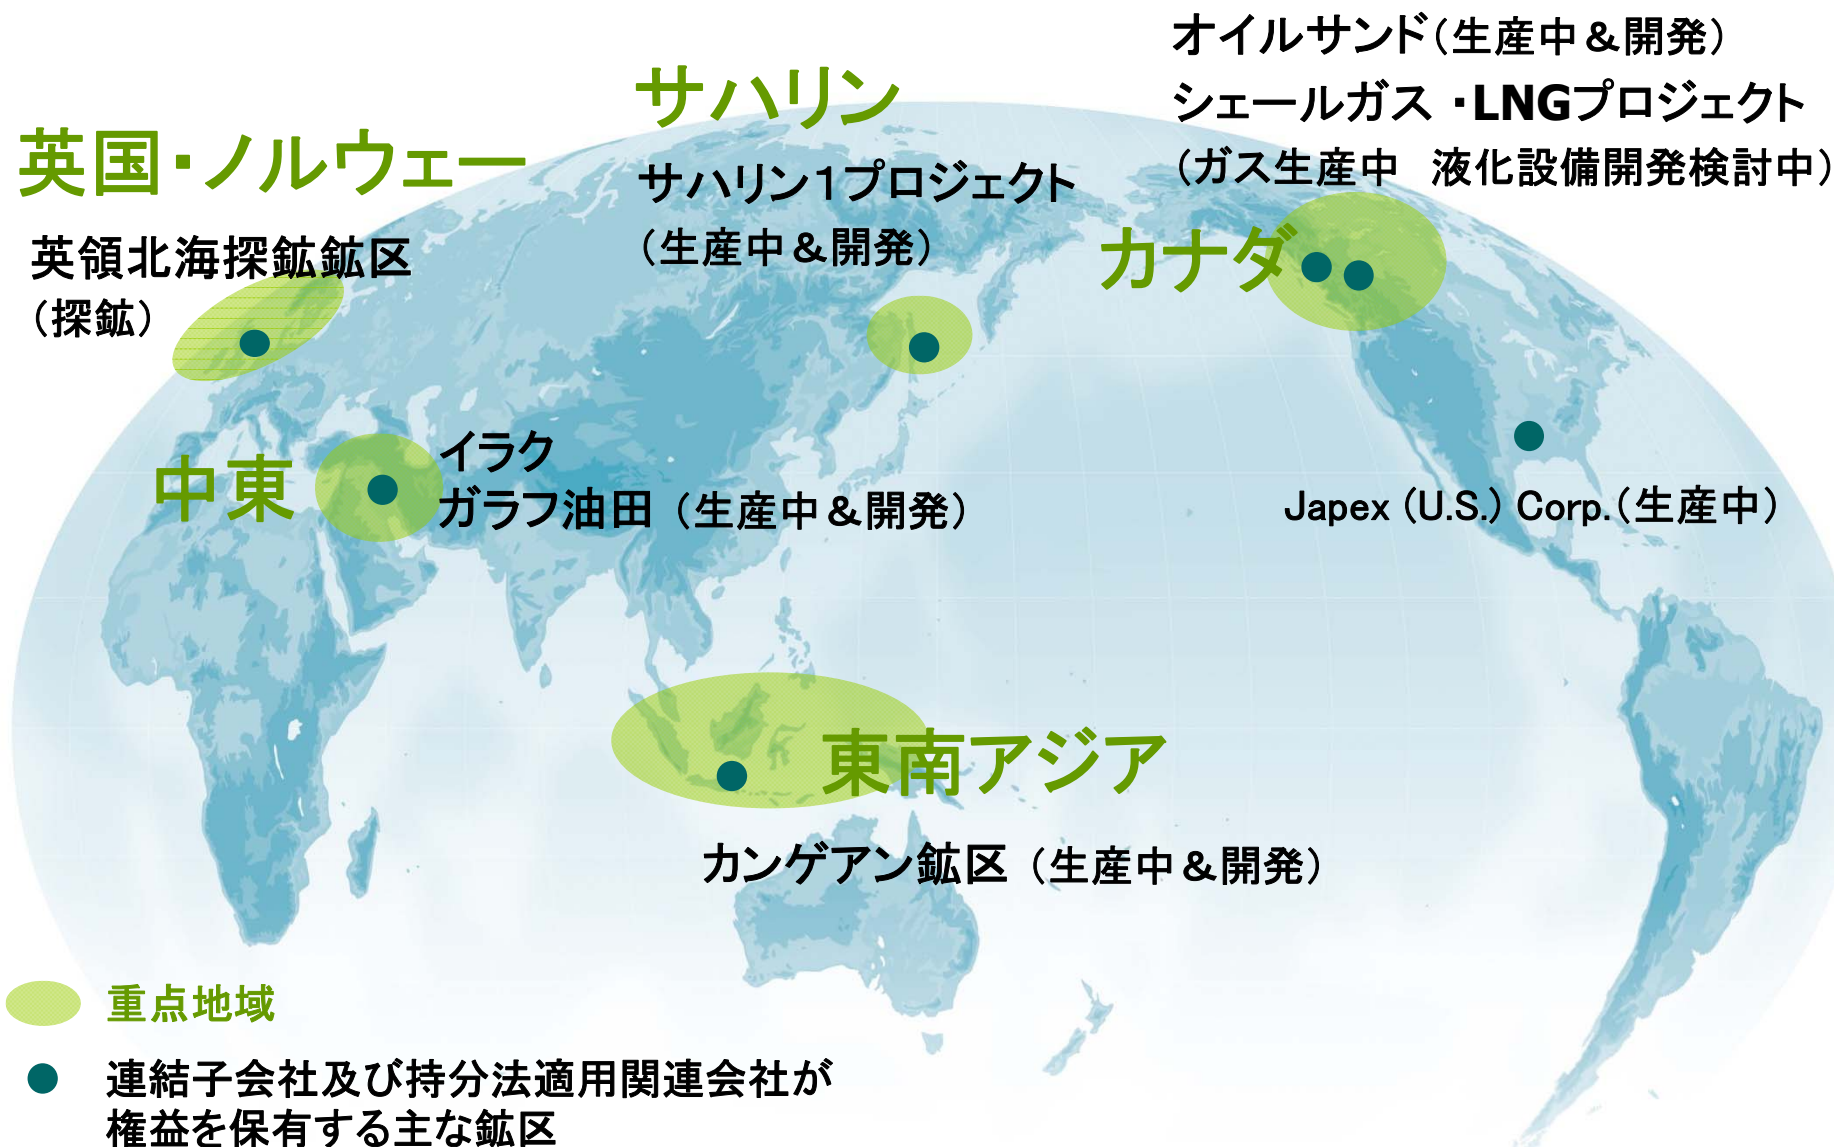 オイルサンド（生産中＆開発）
シェールガス ・LNGプロジェクト
（ガス生産中　液化設備開発検討中）
カナダ
サハリン
サハリン１プロジェクト
（生産中＆開発）
英国・ノルウェー
英領北海探鉱鉱区
（探鉱）
中東
イラク
ガラフ油田（生産中＆開発）
Japex (U.S.) Corp.（生産中）
東南アジア
カンゲアン鉱区（生産中＆開発）
重点地域
連結子会社及び持分法適用関連会社が
権益を保有する主な鉱区